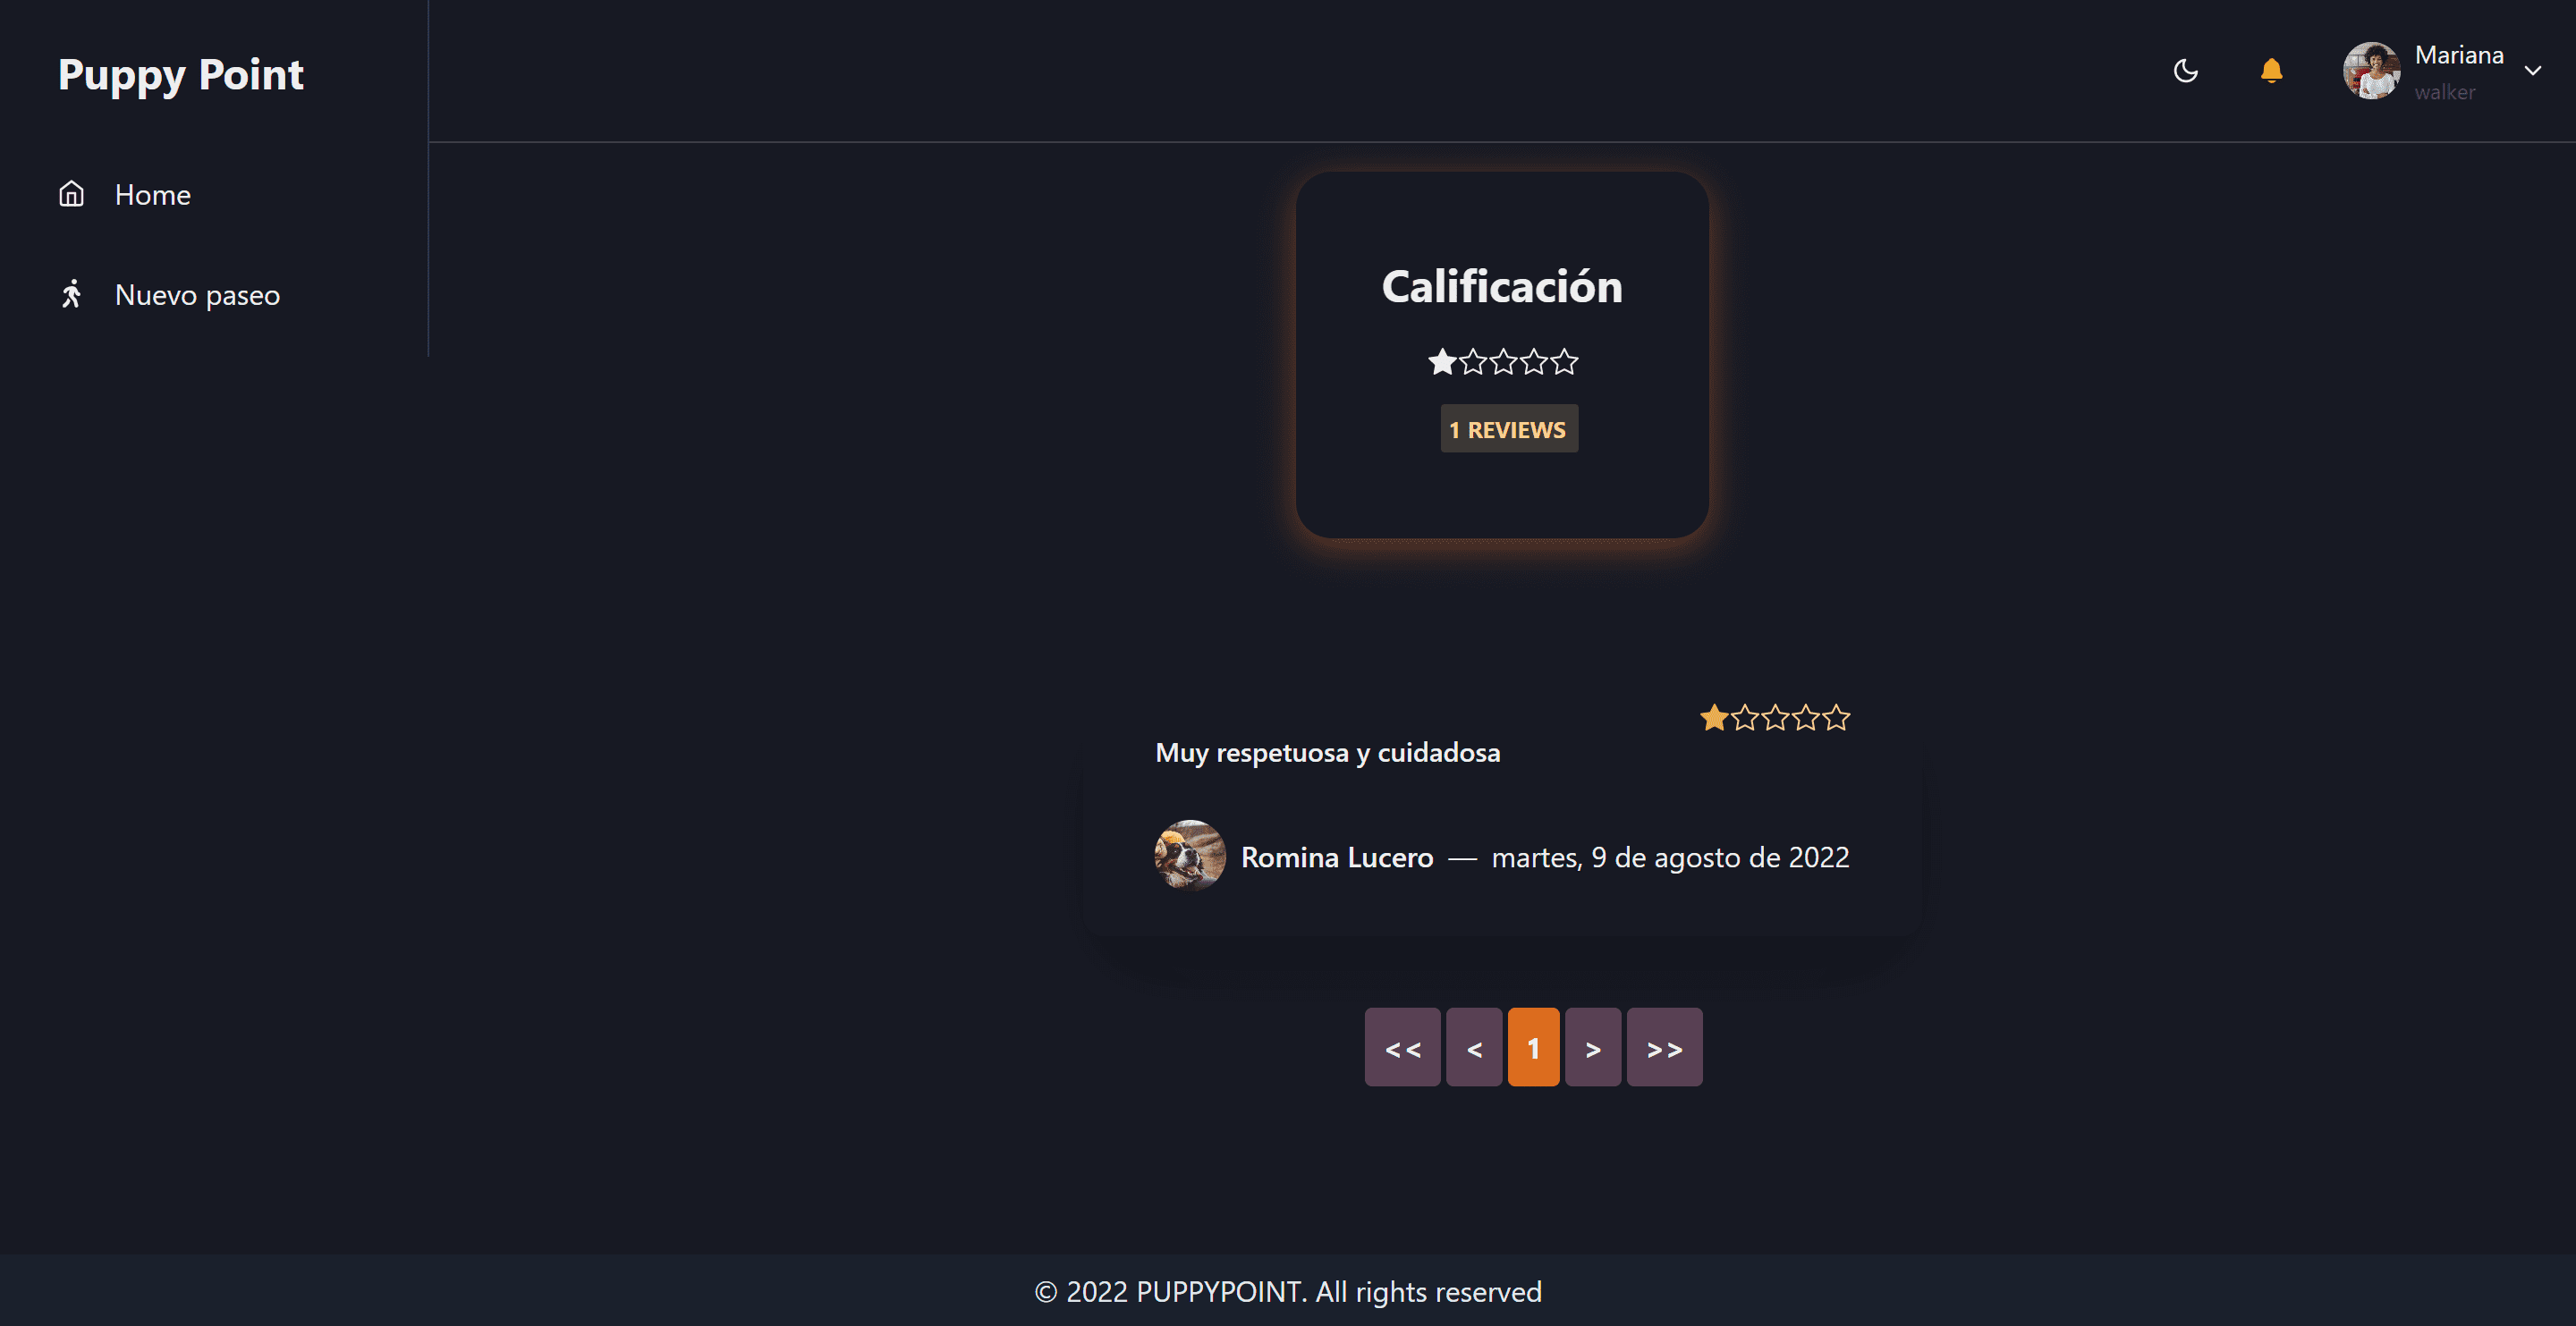 Puppy Point
Home
Nuevo paseo
Mariana
walker
Calificación
1 REVIEWS
Muy respetuosa y cuidadosa
Romina Lucero — martes, 9 de agosto de 2022
<< < 1 > >>
© 2022 PUPPYPOINT. All rights reserved